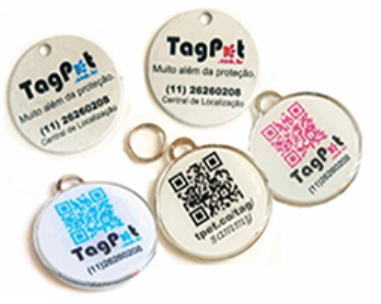 TagPet
.com.br
Muito além da proteção.
(11) 26260208
Central de Localização
TagPet
.com.br
Muito além da proteção.
(11) 26260208
Central de Localização
TagPet
(11)26260208
tpet.co/tag/
sammy
TagPet
(11)26260208